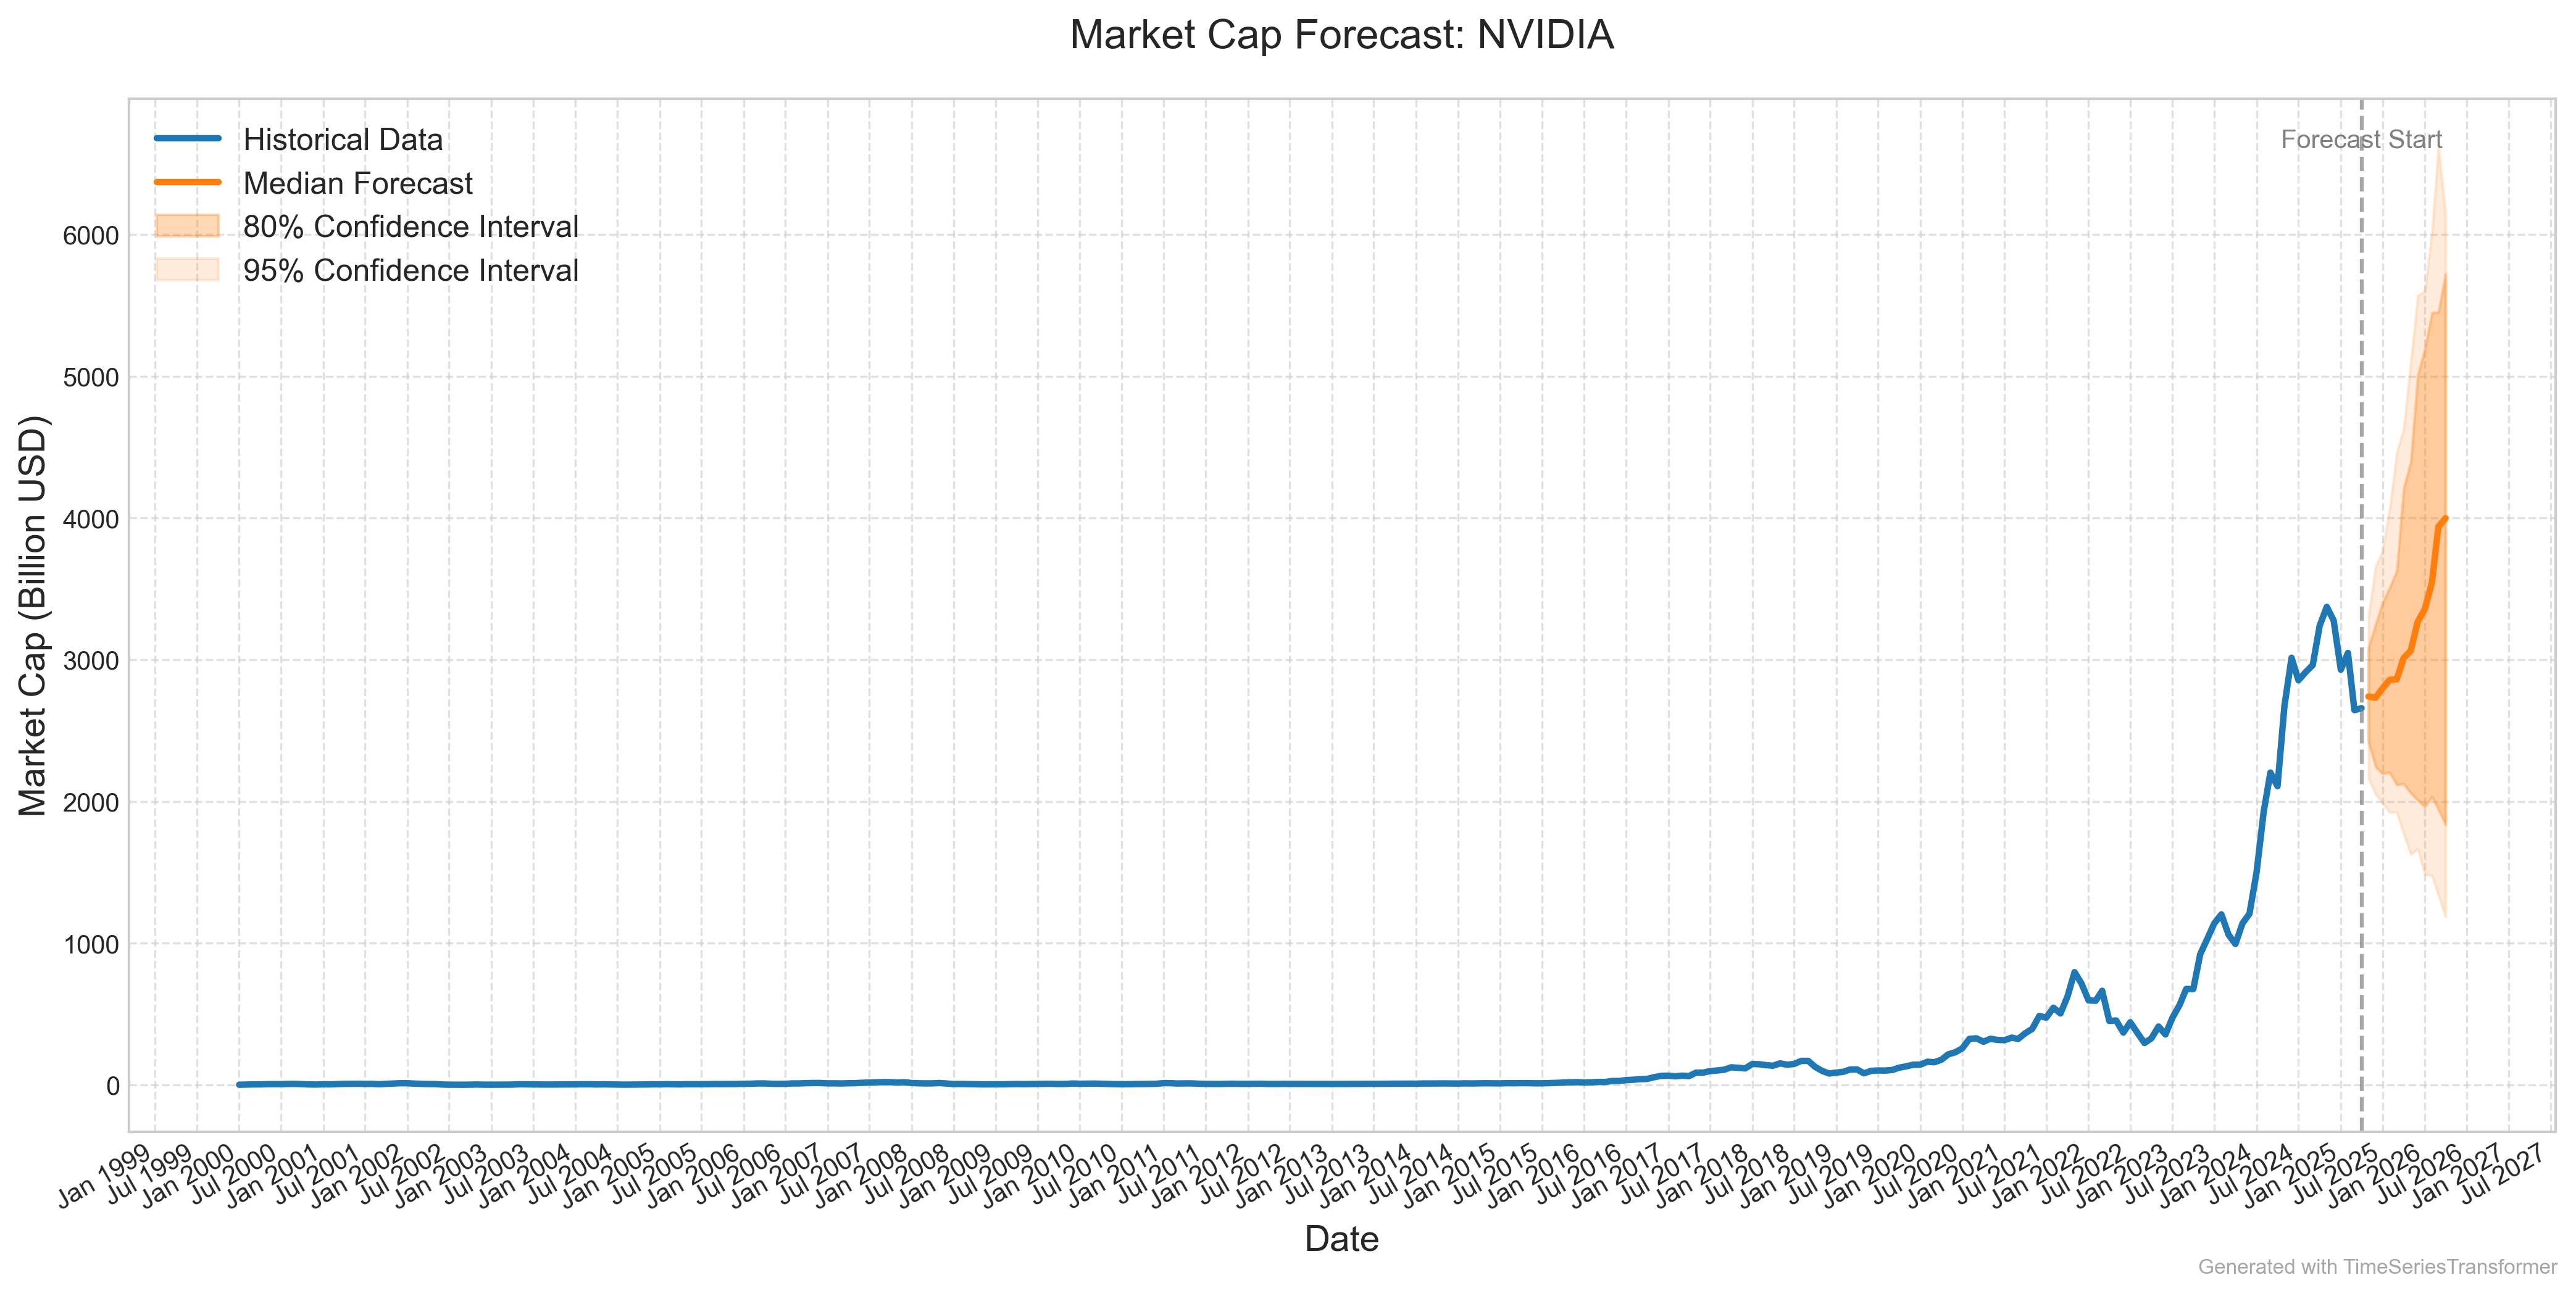 Market Cap Forecast: NVIDIA
Historical Data
Median Forecast
80% Confidence Interval
95% Confidence Interval
Forecast Start
Market Cap (Billion USD)
6000
5000
4000
3000
2000
1000
0
Jan 1999
Jul 1999
Jan 2000
Jul 2000
Jan 2001
Jul 2001
Jan 2002
Jul 2002
Jan 2003
Jul 2003
Jan 2004
Jul 2004
Jan 2005
Jul 2005
Jan 2006
Jul 2006
Jan 2007
Jul 2007
Jan 2008
Jul 2008
Jan 2009
Jul 2009
Jan 2010
Jul 2010
Jan 2011
Jul 2011
Jan 2012
Jul 2012
Jan 2013
Jul 2013
Jan 2014
Jul 2014
Jan 2015
Jul 2015
Jan 2016
Jul 2016
Jan 2017
Jul 2017
Jan 2018
Jul 2018
Jan 2019
Jul 2019
Jan 2020
Jul 2020
Jan 2021
Jul 2021
Jan 2022
Jul 2022
Jan 2023
Jul 2023
Jan 2024
Jul 2024
Jan 2025
Jul 2025
Jan 2026
Jul 2026
Jan 2027
Jul 2027
Date
Generated with TimeSeriesTransformer